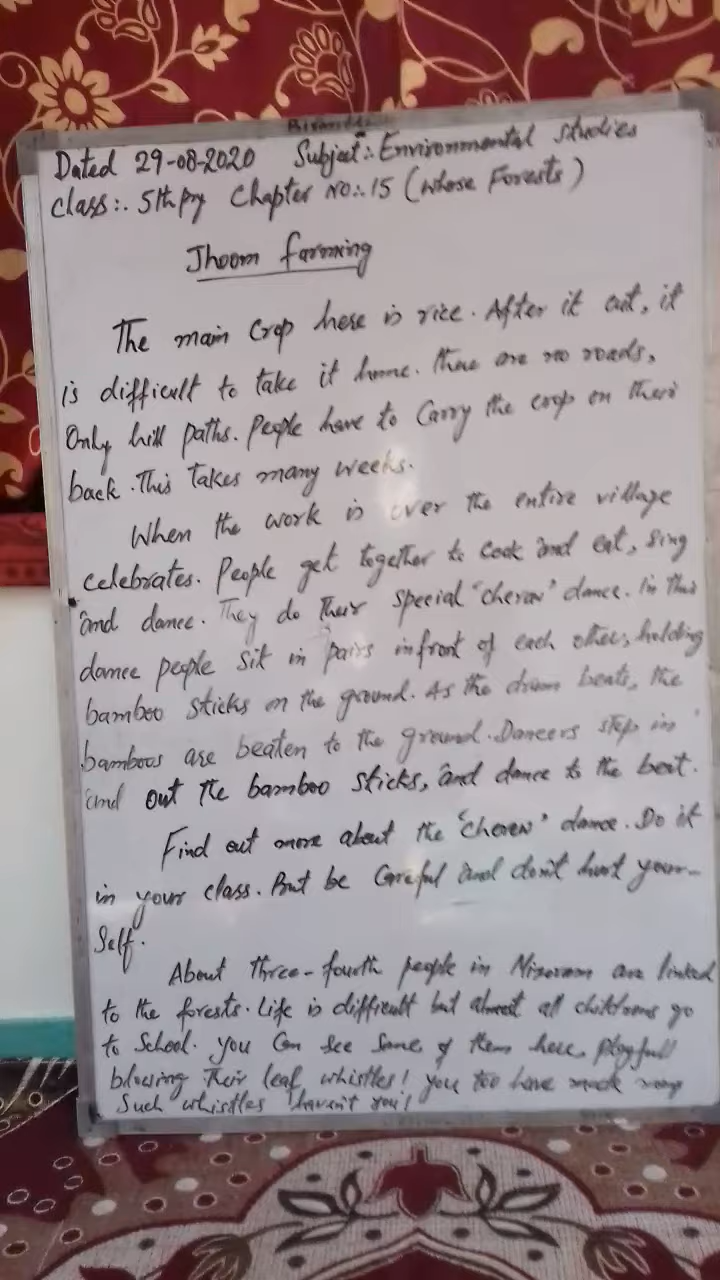 Dated 29-08-2020 Subject:. Environmental studies
class:. 5th pry Chapter No:. 15 (whose Forests)
Jhoom farming
The main crop here is rice. After it cut, it
is difficult to take it home. There are no roads,
Only hill paths. People have to Carry the crop on their
back. This takes many weeks.
When the work is over the entire village
celebrates. People get together to cook and eat, sing
and dance. They do their special 'cheraw' dance. In this
dance people sit in pairs infront of each other, holding
bamboo sticks on the ground. As the drum beats, the
bamboos are beaten to the ground. Dancers step in
and out the bamboo sticks, and dance to the beat.
Find out more about the 'cheraw' dance. Do it
in your class. But be Careful and don't hurt your-
self.
About three-fourth people in Mizoram are linked
to the forests. Life is difficult but almost all childrens go
to School. you Can see Some of them here, playfull
blowing their leaf whistles! you too have made many
Such whistles haven't you!